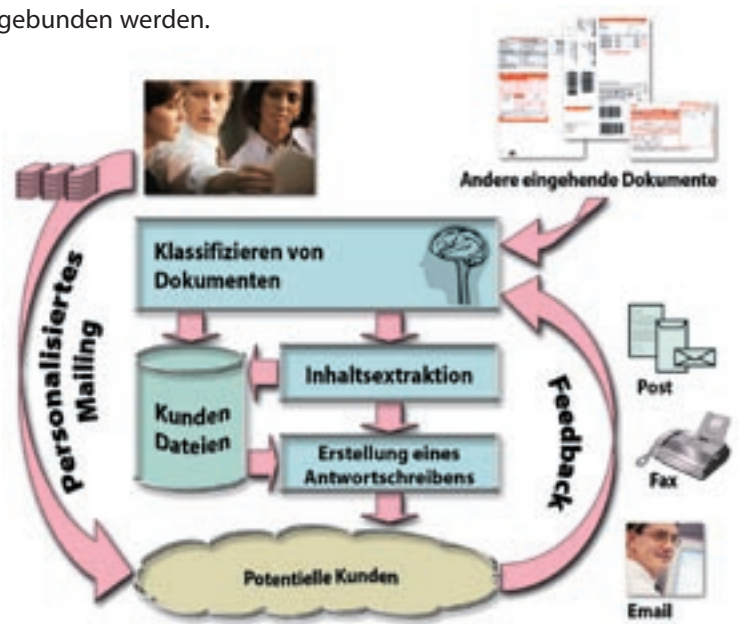 gebunden werden.
Andere eingehende Dokumente
Klassifizieren von
Dokumenten
Personalisiertes
Mailing
Inhaltsextraktion
Kunden
Dateien
Erstellung eines
Antwortschreibens
Feedback
Potentielle Kunden
Post
Fax
Email